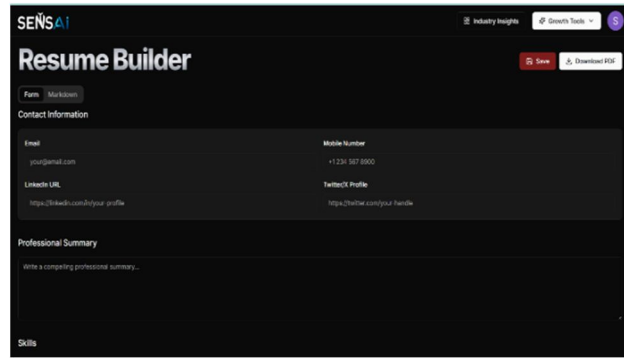 SEŇSAi
Industry Insights
Growth Tools
S
Resume Builder
Save
Download PDF
Form Markdown
Contact Information
Email
Mobile Number
your@email.com
+1 234 567 8900
LinkedIn URL
Twitter/X Profile
https://linkedin.com/in/your-profile
https://twitter.com/your-handle
Professional Summary
Write a compelling professional summary...
Skills